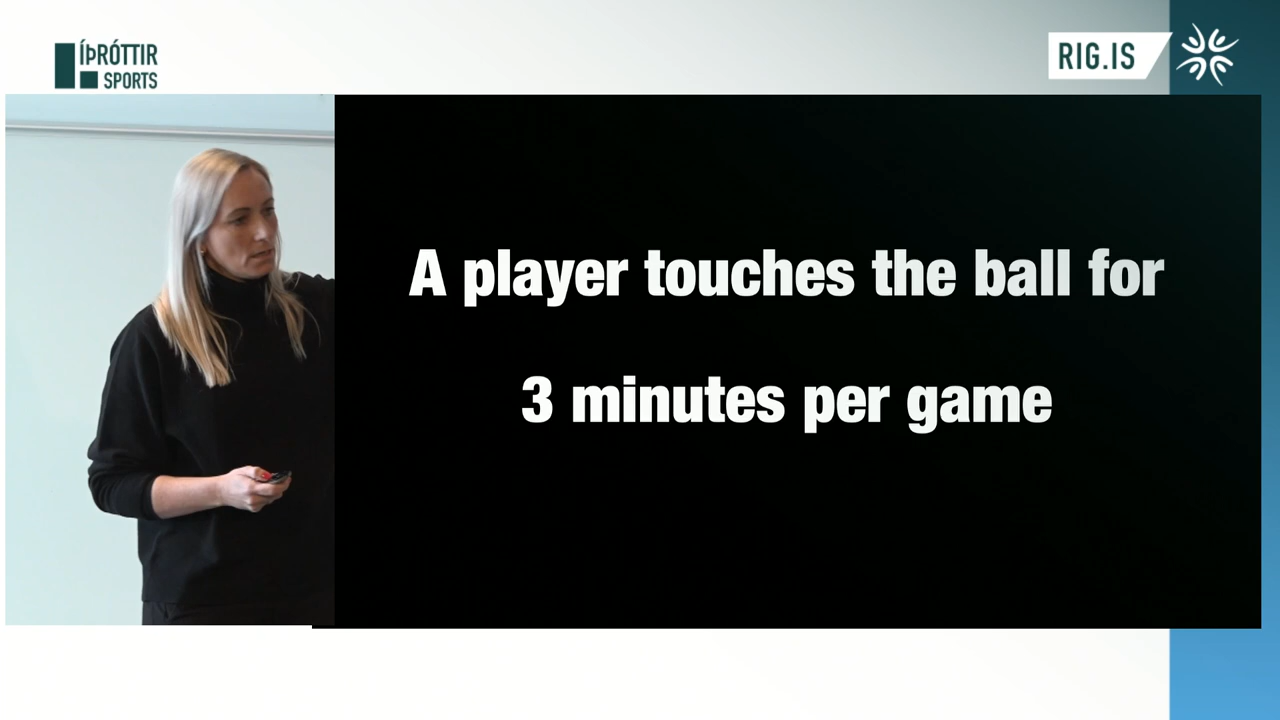 ÍÞRÓTTIR
SPORTS
RIG.IS
A player touches the ball for
3 minutes per game